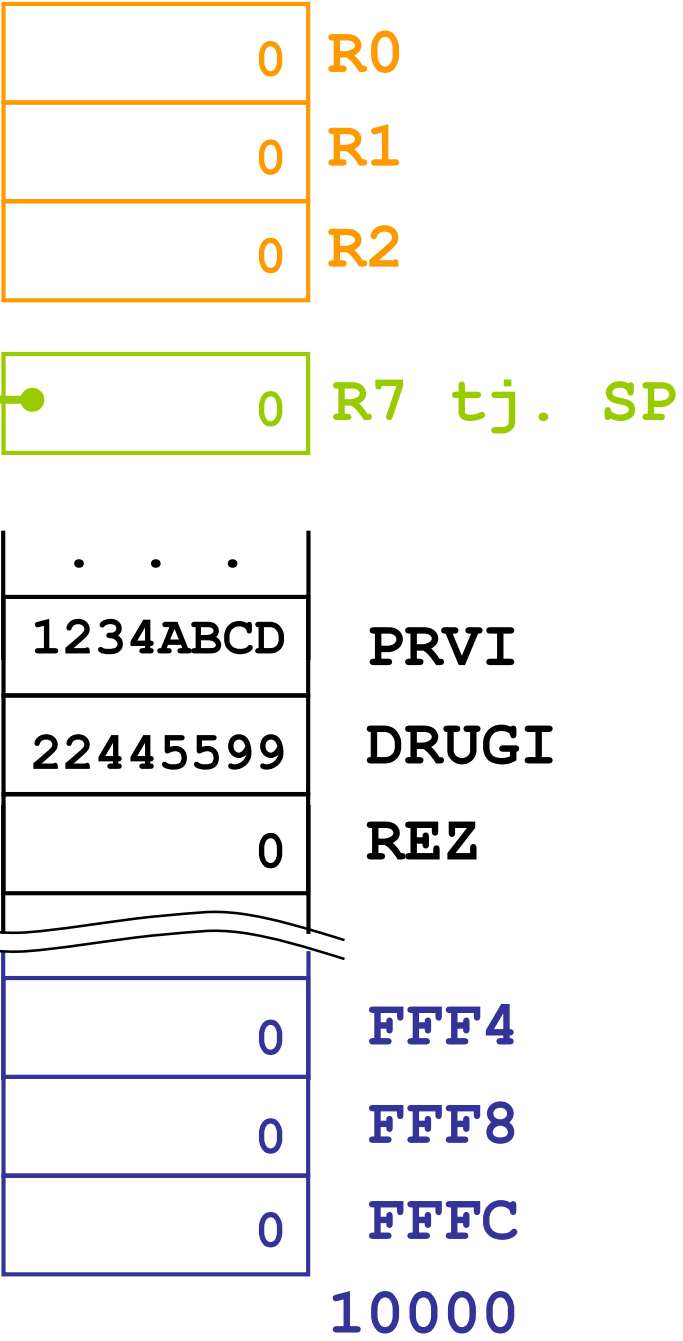 0 R0
0 R1
0 R2
0 R7 tj. SP
. . .
1234ABCD PRVI
22445599 DRUGI
0 REZ
0 FFF4
0 FFF8
0 FFFC
10000